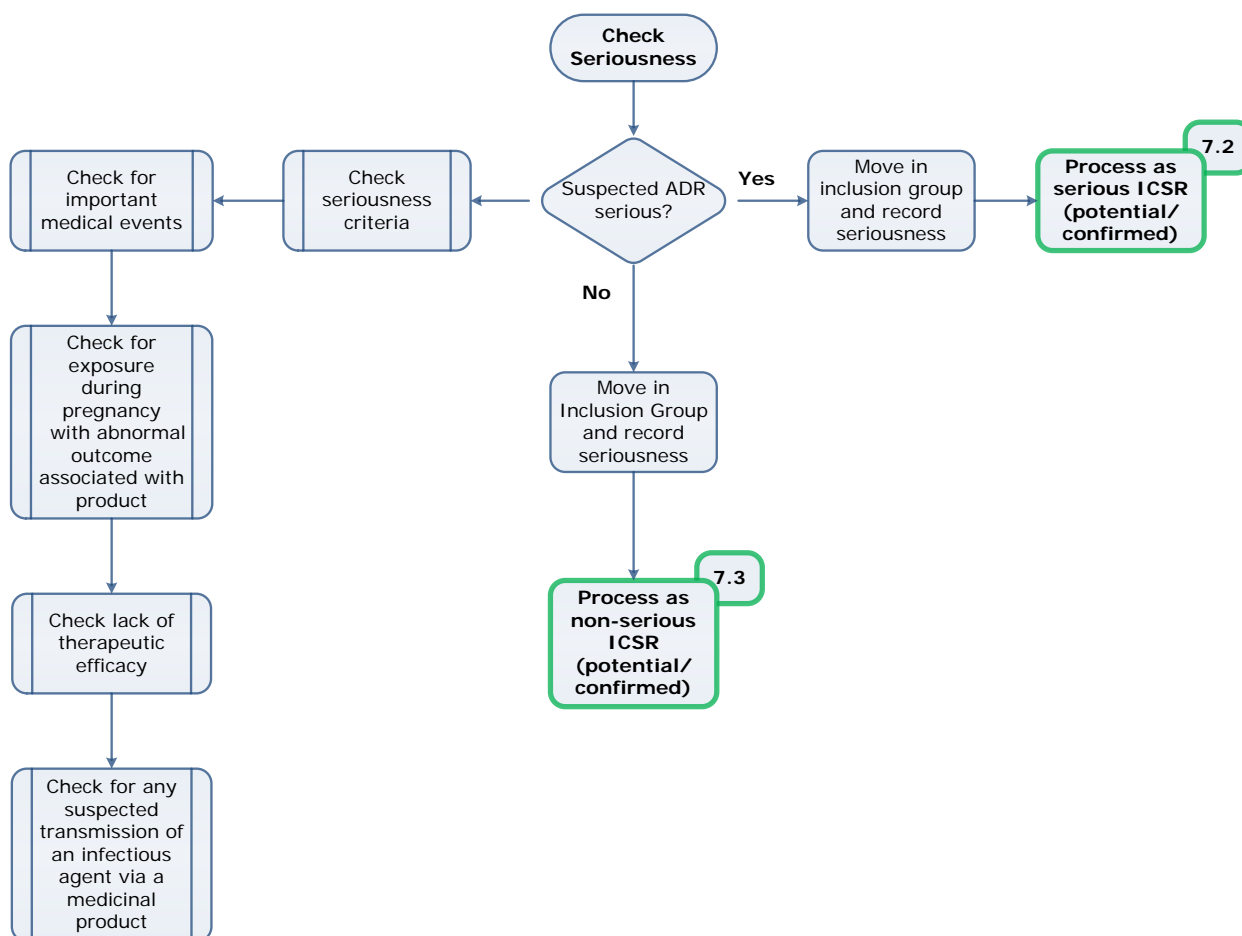 Check
Seriousness
7.2
Check for
important
medical events
Check
seriousness
criteria
Suspected ADR
serious?
Yes
Move in
inclusion group
and record
seriousness
Process as
serious ICSR
(potential/
confirmed)
No
Check for
exposure
during
pregnancy
with abnormal
outcome
associated with
product
Move in
Inclusion Group
and record
seriousness
7.3
Process as
non-serious
ICSR
(potential/
confirmed)
Check lack of
therapeutic
efficacy
Check for any
suspected
transmission of
an infectious
agent via a
medicinal
product